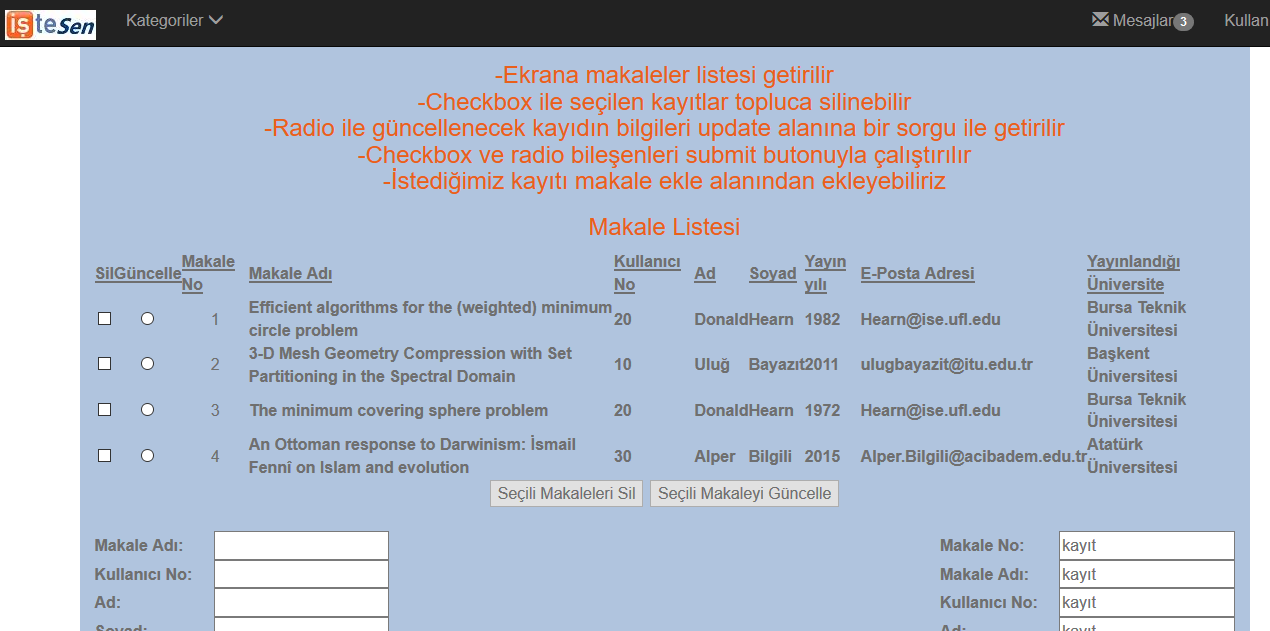 işteSen Kategoriler Mesajlar 3 Kullan
-Ekrana makaleler listesi getirilir
-Checkbox ile seçilen kayıtlar topluca silinebilir
-Radio ile güncellenecek kayıdın bilgileri update alanına bir sorgu ile getirilir
-Checkbox ve radio bileşenleri submit butonuyla çalıştırılır
-İstediğimiz kayıtı makale ekle alanından ekleyebiliriz
Makale Listesi
Sil Güncelle Makale No Makale Adı Kullanıcı No Ad Soyad Yayın yılı E-Posta Adresi Yayınlandığı Üniversite
1 Efficient algorithms for the (weighted) minimum circle problem 20 Donald Hearn 1982 Hearn@ise.ufl.edu Bursa Teknik Üniversitesi
2 3-D Mesh Geometry Compression with Set Partitioning in the Spectral Domain 10 Uluğ Bayazıt 2011 ulugbayazit@itu.edu.tr Başkent Üniversitesi
3 The minimum covering sphere problem 20 Donald Hearn 1972 Hearn@ise.ufl.edu Bursa Teknik Üniversitesi
4 An Ottoman response to Darwinism: İsmail Fennî on Islam and evolution 30 Alper Bilgili 2015 Alper.Bilgili@acibadem.edu.tr Atatürk Üniversitesi
Seçili Makaleleri Sil Seçili Makaleyi Güncelle
Makale Adı: Makale No: kayıt
Kullanıcı No: Makale Adı: kayıt
Ad: Kullanıcı No: kayıt
Soyad: Ad: kayıt